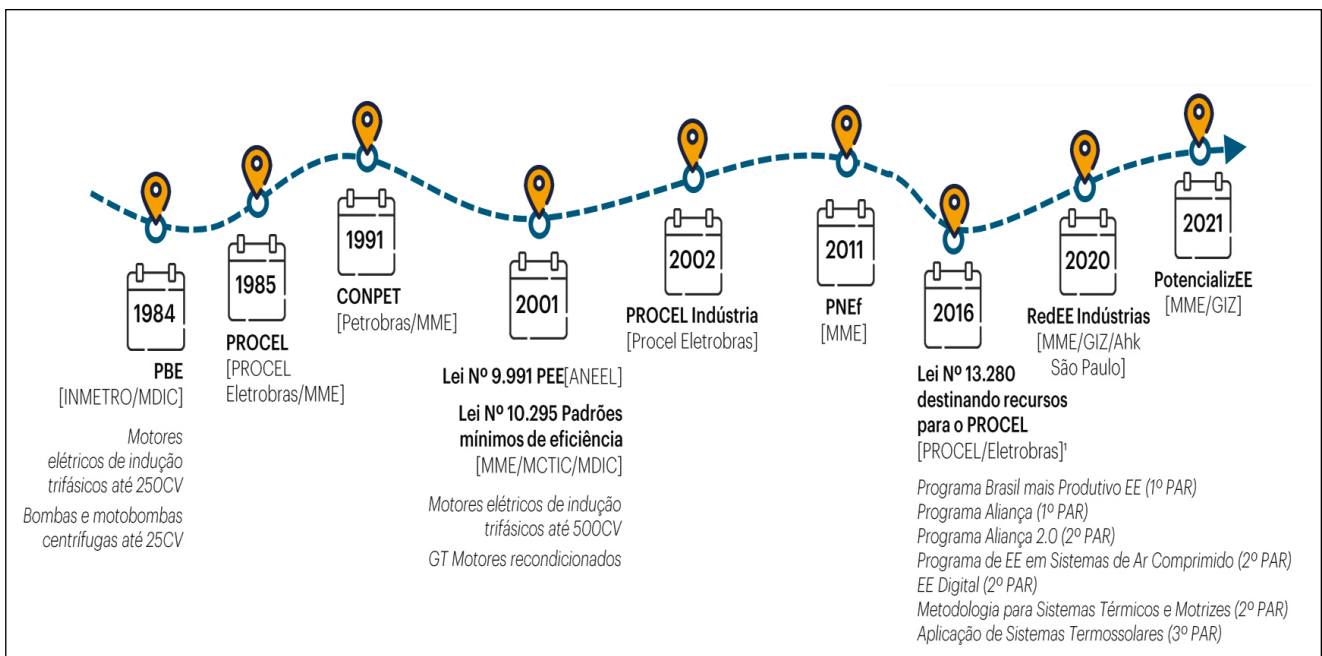 1984
PBE
[INMETRO/MDIC]
Motores
elétricos de indução
trifásicos até 250CV
Bombas e motobombas
centrífugas até 25CV
1985
PROCEL
[PROCEL
Eletrobras/MME]
1991
CONPET
[Petrobras/MME]
2001
Lei Nº 9.991 PEE[ANEEL]
Lei Nº 10.295 Padrões
mínimos de eficiência
[MME/MCTIC/MDIC]
Motores elétricos de indução
trifásicos até 500CV
GT Motores recondicionados
2002
PROCEL Indústria
[Procel Eletrobras]
2011
PNEf
[MME]
2016
Lei Nº 13.280
destinando recursos
para o PROCEL
[PROCEL/Eletrobras]¹
Programa Brasil mais Produtivo EE (1º PAR)
Programa Aliança (1º PAR)
Programa Aliança 2.0 (2º PAR)
Programa de EE em Sistemas de Ar Comprimido (2º PAR)
EE Digital (2º PAR)
Metodologia para Sistemas Térmicos e Motrizes (2º PAR)
Aplicação de Sistemas Termossolares (3º PAR)
2020
RedEE Indústrias
[MME/GIZ/Ahk
São Paulo]
2021
PotencializEE
[MME/GIZ]